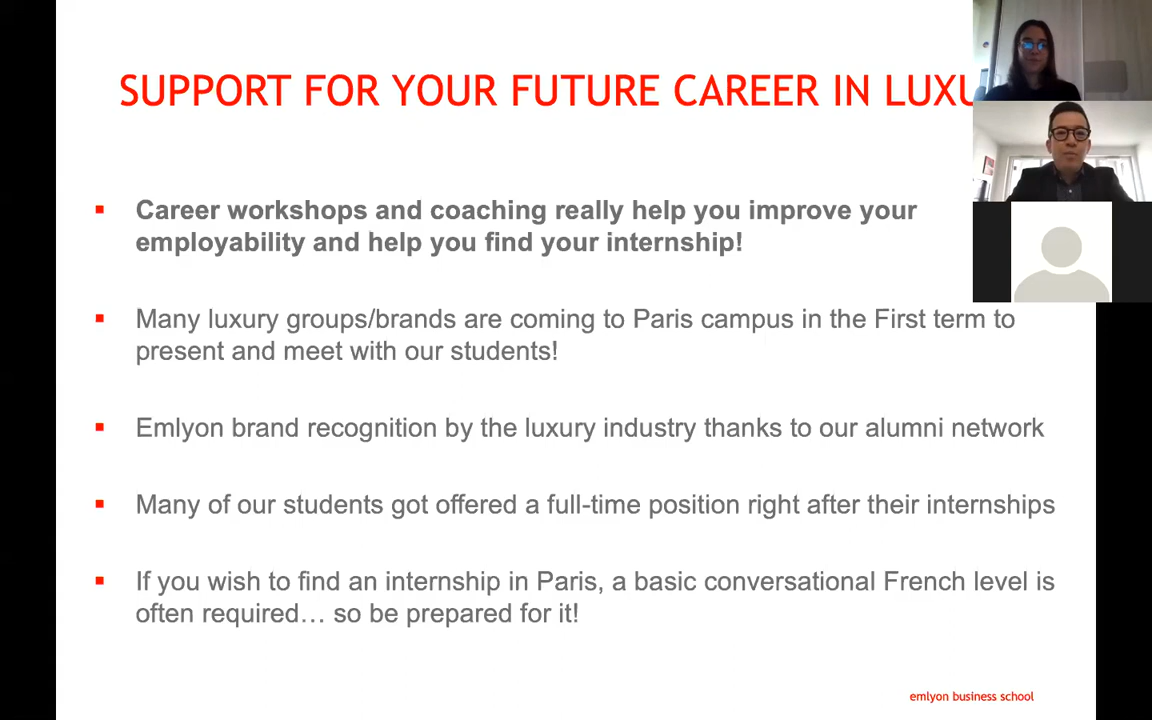 SUPPORT FOR YOUR FUTURE CAREER IN LUXU
Career workshops and coaching really help you improve your
employability and help you find your internship!
Many luxury groups/brands are coming to Paris campus in the First term to
present and meet with our students!
Emlyon brand recognition by the luxury industry thanks to our alumni network
Many of our students got offered a full-time position right after their internships
If you wish to find an internship in Paris, a basic conversational French level is
often required… so be prepared for it!
emlyon business school